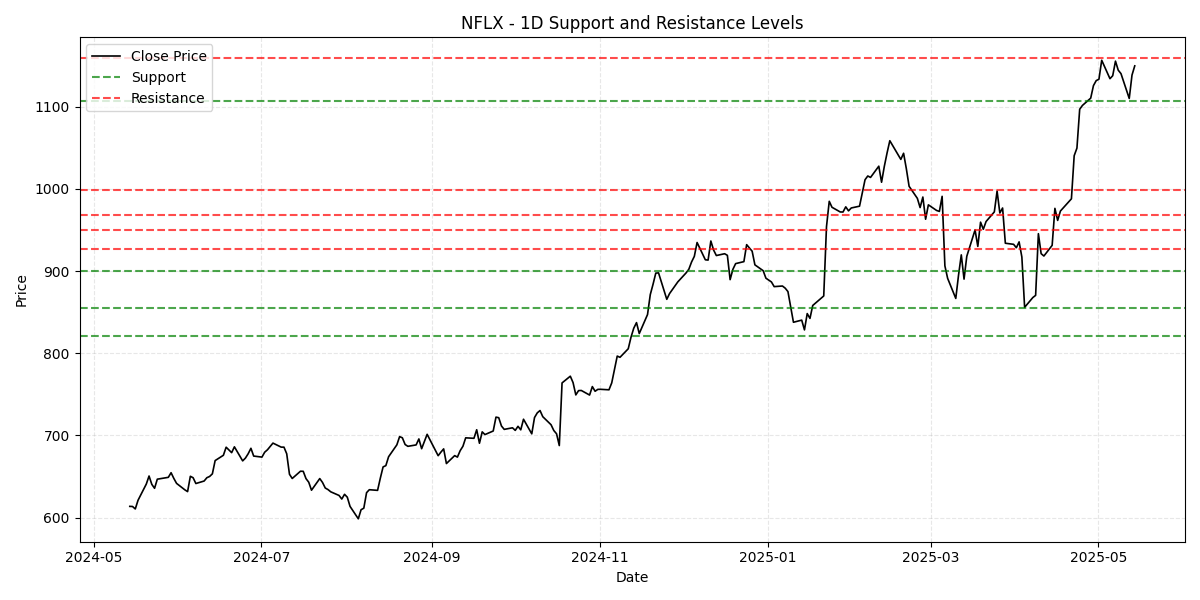 NFLX - 1D Support and Resistance Levels
Close Price
Support
Resistance
Price
1100
1000
900
800
700
600
2024-05 2024-07 2024-09 2024-11 2025-01 2025-03 2025-05
Date